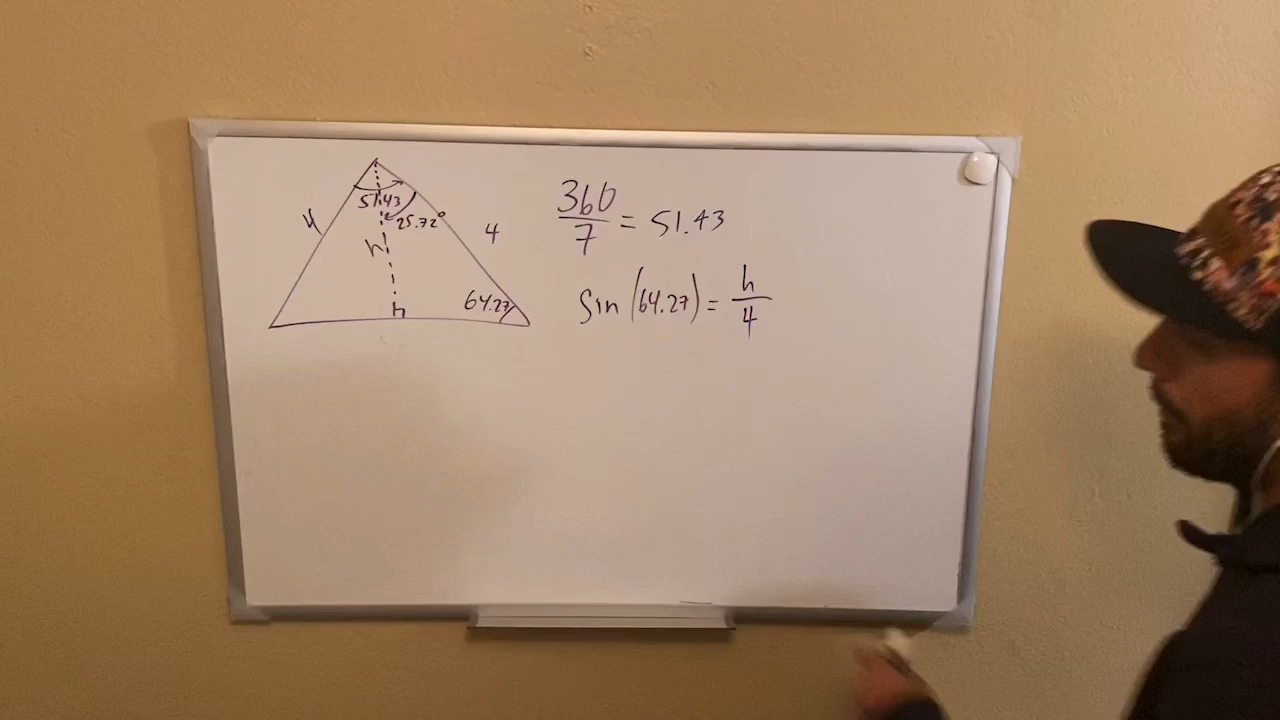 51.43
25.72°
4
4
h
64.27
360/7 = 51.43
Sin (64.27) = h/4